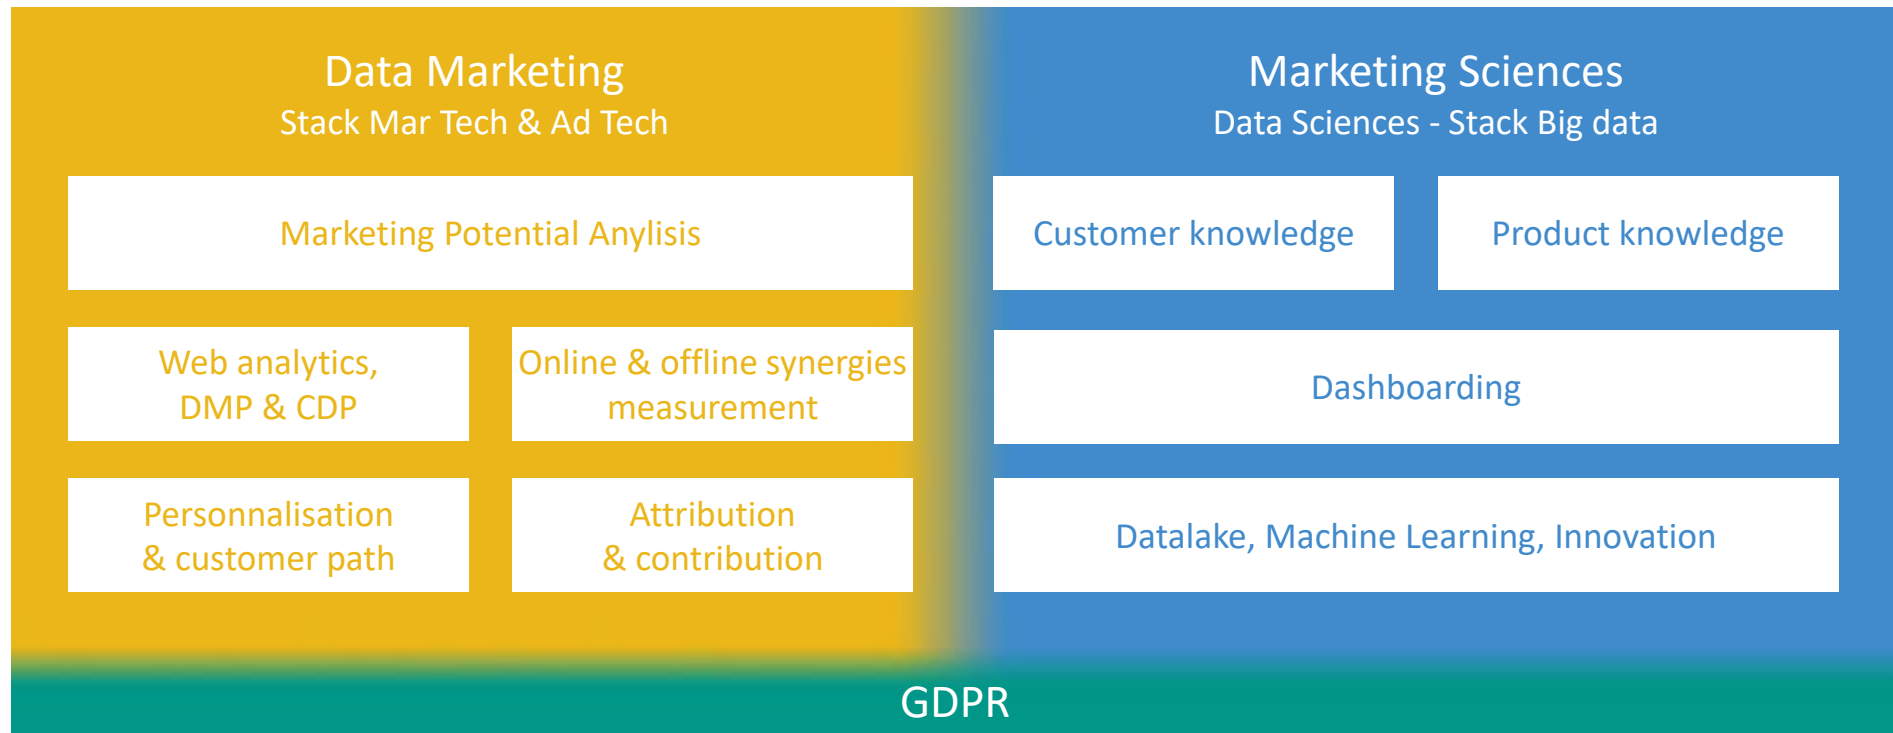 Data Marketing
Stack Mar Tech & Ad Tech
Marketing Potential Anylisis
Web analytics,
DMP & CDP
Online & offline synergies
measurement
Personnalisation
& customer path
Attribution
& contribution
Marketing Sciences
Data Sciences - Stack Big data
Customer knowledge
Product knowledge
Dashboarding
Datalake, Machine Learning, Innovation
GDPR